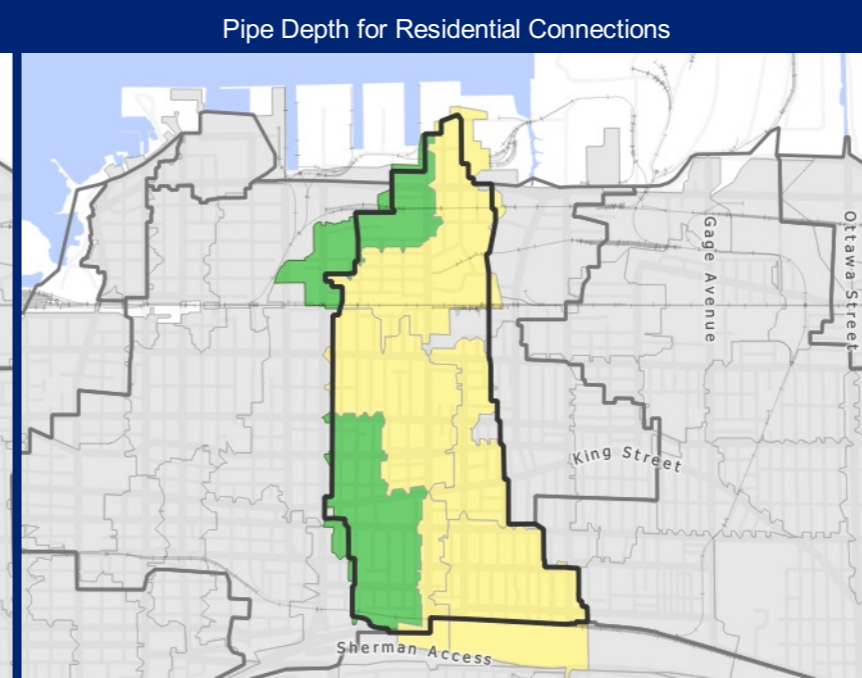 Pipe Depth for Residential Connections
Gage Avenue
Ottawa Street
King Street
Sherman Access